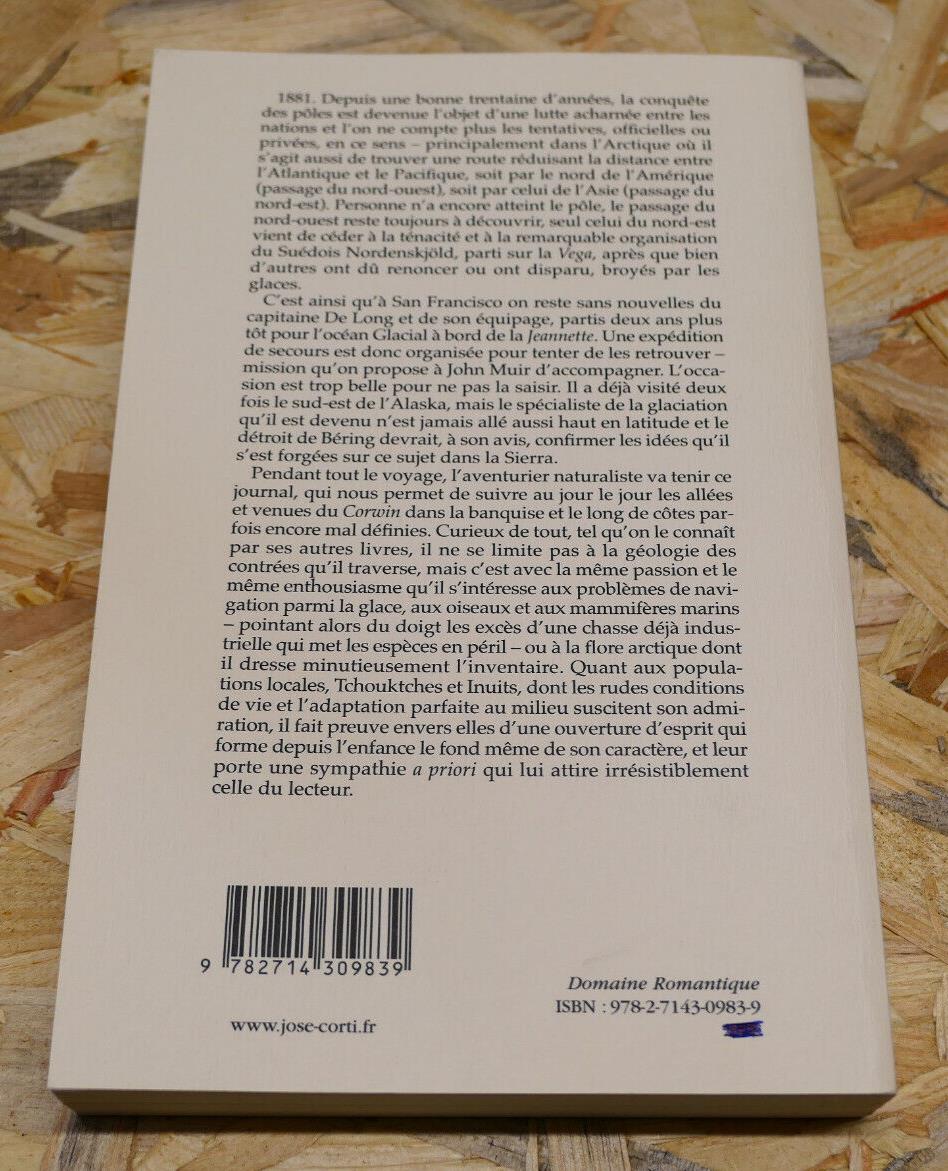 1881. Depuis une bonne trentaine d'années, la conquête
des pôles est devenue l'objet d'une lutte acharnée entre les
nations et l'on ne compte plus les tentatives, officielles ou
privées, en ce sens – principalement dans l'Arctique où il
s'agit aussi de trouver une route réduisant la distance entre
l'Atlantique et le Pacifique, soit par le nord de l'Amérique
(passage du nord-ouest), soit par celui de l'Asie (passage du
nord-est). Personne n'a encore atteint le pôle, le passage du
nord-ouest reste toujours à découvrir, seul celui du nord-est
vient de céder à la ténacité et à la remarquable organisation
du Suédois Nordenskjöld, parti sur la Vega, après que bien
d'autres ont dû renoncer ou ont disparu, broyés par les
glaces.
C'est ainsi qu'à San Francisco on reste sans nouvelles du
capitaine De Long et de son équipage, partis deux ans plus
tôt pour l'océan Glacial à bord de la Jeannette. Une expédition
de secours est donc organisée pour tenter de les retrouver –
mission qu'on propose à John Muir d'accompagner. L'occa-
sion est trop belle pour ne pas la saisir. Il a déjà visité deux
fois le sud-est de l'Alaska, mais le spécialiste de la glaciation
qu'il est devenu n'est jamais allé aussi haut en latitude et le
détroit de Béring devrait, à son avis, confirmer les idées qu'il
s'est forgées sur ce sujet dans la Sierra.
Pendant tout le voyage, l'aventurier naturaliste va tenir ce
journal, qui nous permet de suivre au jour le jour les allées
et venues du Corwin dans la banquise et le long de côtes par-
fois encore mal définies. Curieux de tout, tel qu'on le connaît
par ses autres livres, il ne se limite pas à la géologie des
contrées qu'il traverse, mais c'est avec la même passion et le
même enthousiasme qu'il s'intéresse aux problèmes de navi-
gation parmi la glace, aux oiseaux et aux mammifères marins
– pointant alors du doigt les excès d'une chasse déjà indus-
trielle qui met les espèces en péril – ou à la flore arctique dont
il dresse minutieusement l'inventaire. Quant aux popula-
tions locales, Tchouktches et Inuits, dont les rudes conditions
de vie et l'adaptation parfaite au milieu suscitent son admi-
ration, il fait preuve envers elles d'une ouverture d'esprit qui
forme depuis l'enfance le fond même de son caractère, et leur
porte une sympathie a priori qui lui attire irrésistiblement
celle du lecteur.
9 782714 309839
Domaine Romantique
ISBN : 978-2-7143-0983-9
www.jose-corti.fr